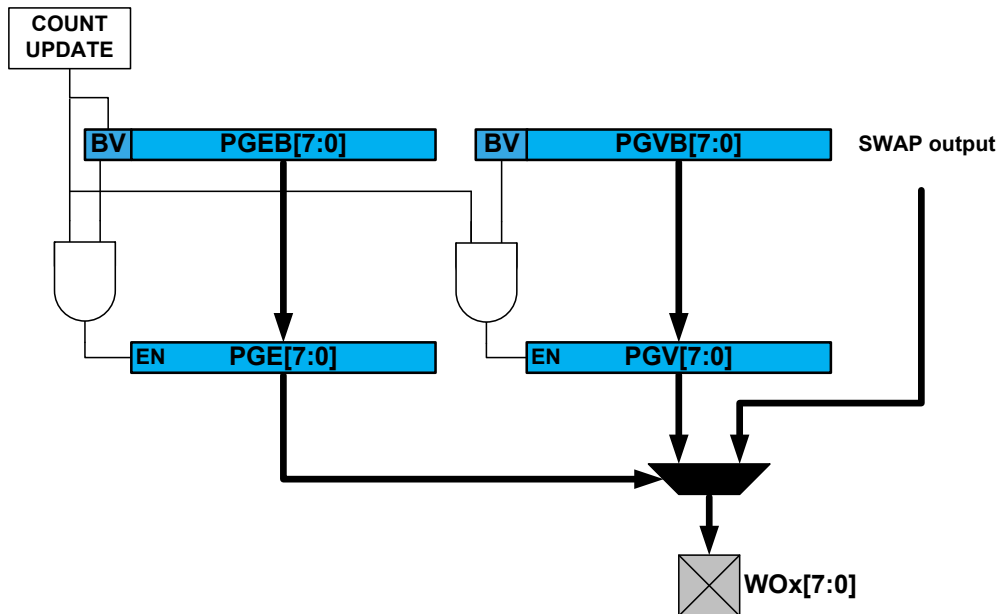 COUNT
UPDATE
BV PGEB[7:0]
BV PGVB[7:0]
SWAP output
EN PGE[7:0]
EN PGV[7:0]
WOx[7:0]